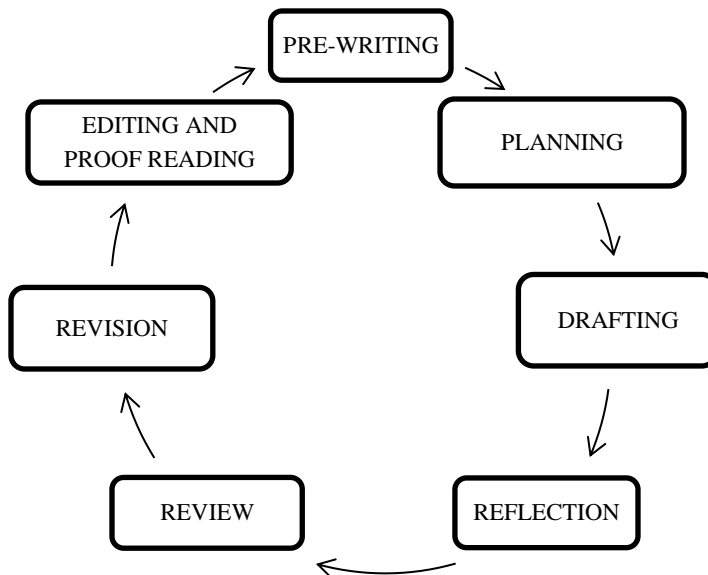 PRE-WRITING
PLANNING
DRAFTING
REFLECTION
REVIEW
REVISION
EDITING AND
PROOF READING